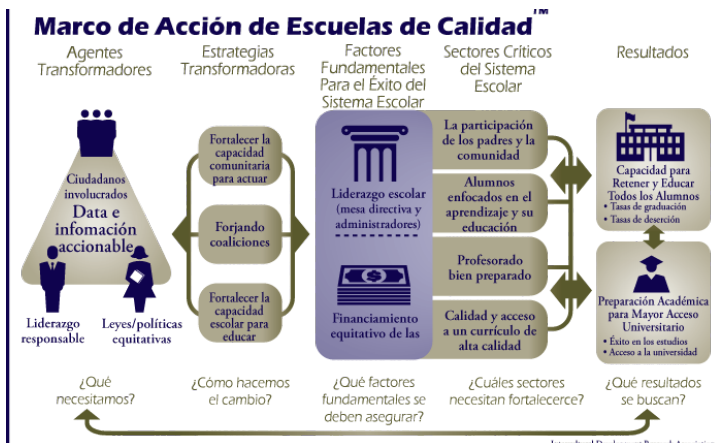 Marco de Acción de Escuelas de Calidad™
Agentes
Transformadores
Estrategias
Transformadoras
Factores
Fundamentales
Para el Éxito del
Sistema Escolar
Sectores Críticos
del Sistema
Escolar
Resultados
Ciudadanos
involucrados
Data e
infomación
accionable
Liderazgo
responsable
Leyes/políticas
equitativas
Fortalecer la
capacidad
comunitaria
para actuar
Forjando
coaliciones
Fortalecer la
capacidad
escolar para
educar
Liderazgo escolar
(mesa directiva y
administradores)
Financiamiento
equitativo de las
La participación
de los padres y la
comunidad
Alumnos
enfocados en el
aprendizaje y su
educación
Profesorado
bien preparado
Calidad y acceso
a un currículo de
alta calidad
Capacidad para
Retener y Educar
Todos los Alumnos
• Tasas de graduación
• Tasas de deserción
Preparación Académica
para Mayor Acceso
Universitario
• Éxito en los estudios
• Acceso a la universidad
¿Qué
necesitamos?
¿Cómo hacemos
el cambio?
¿Qué factores
fundamentales se
deben asegurar?
¿Cuáles sectores
necesitan fortalecerce?
¿Qué resultados
se buscan?